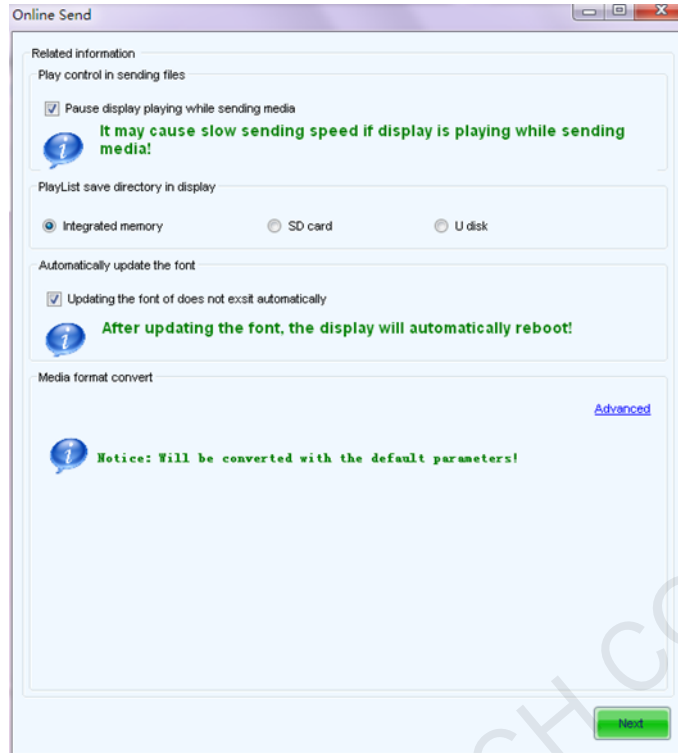 Online Send
Related information
Play control in sending files
Pause display playing while sending media
It may cause slow sending speed if display is playing while sending
media!
PlayList save directory in display
Integrated memory SD card U disk
Automatically update the font
Updating the font of does not exsit automatically
After updating the font, the display will automatically reboot!
Media format convert
Advanced
Notice: Will be converted with the default parameters!
Next